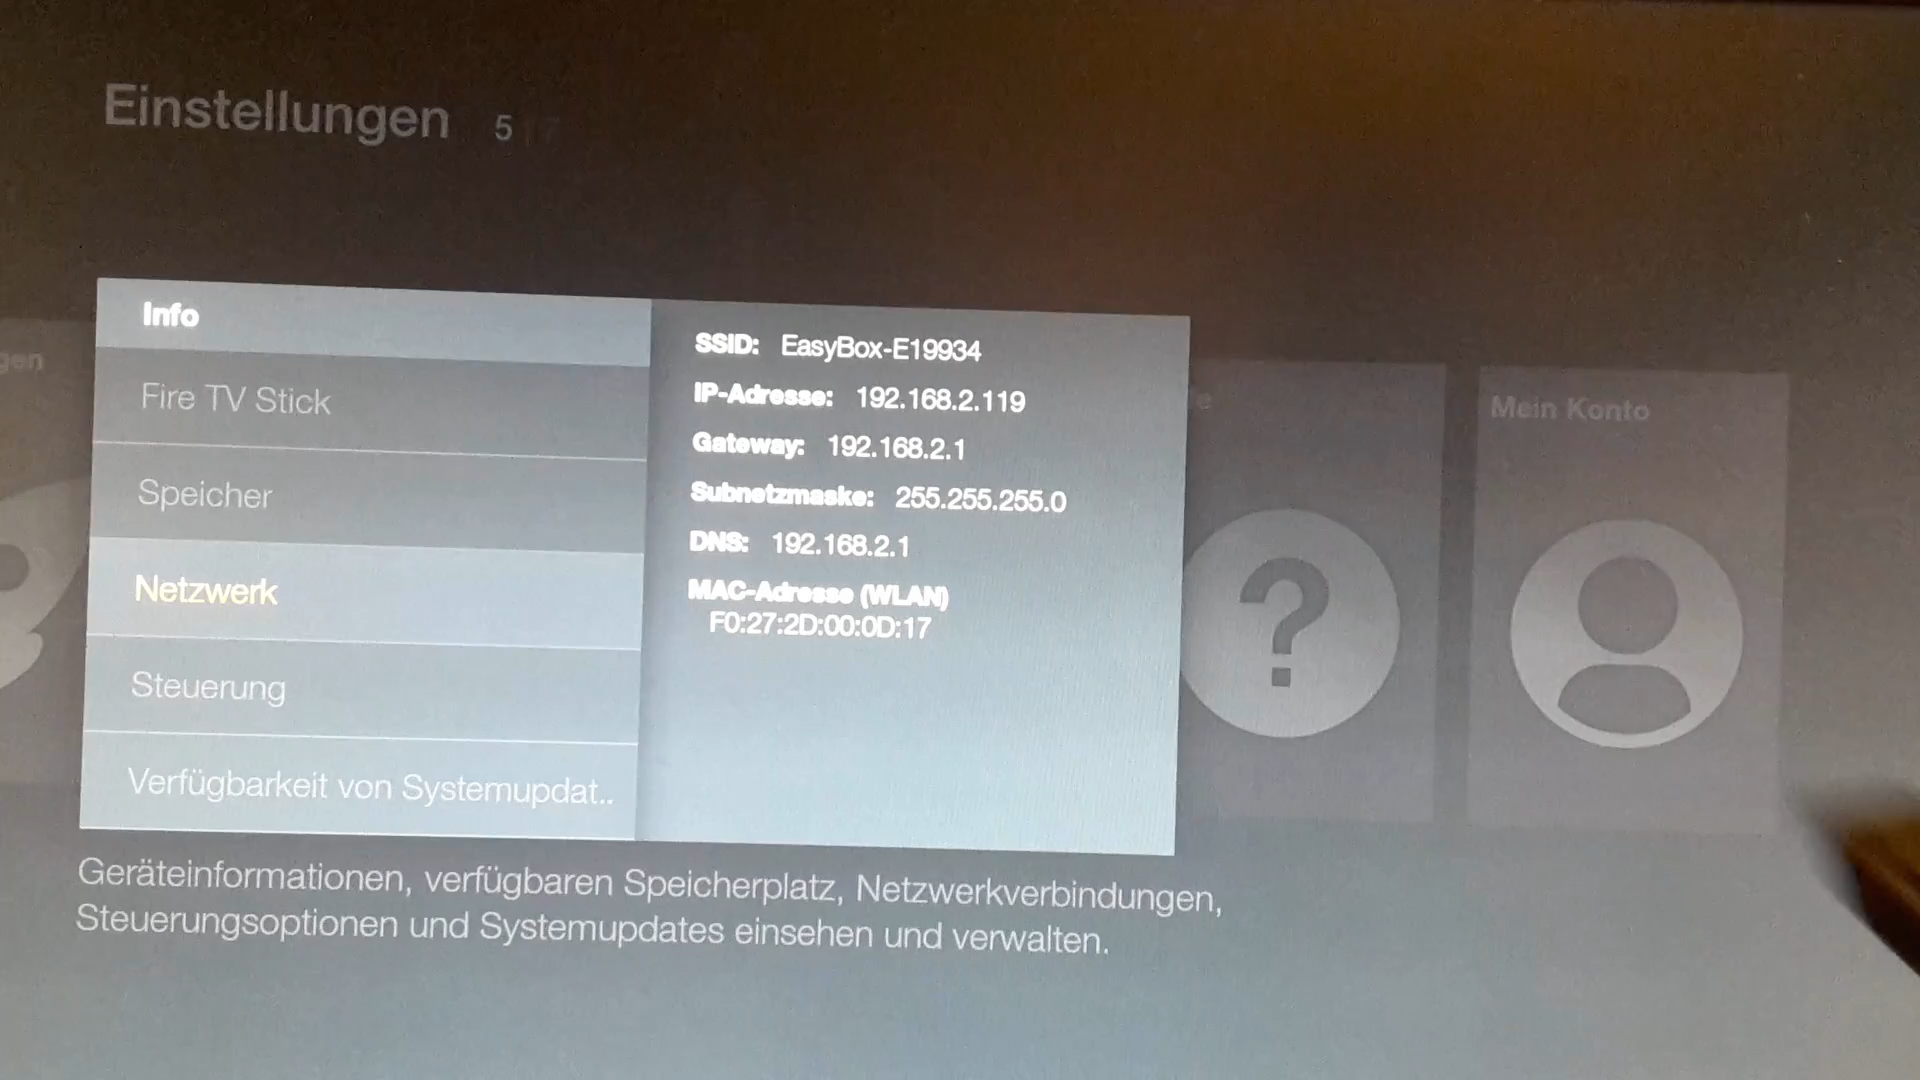 Einstellungen 5 | 7
Info
Fire TV Stick
Speicher
Netzwerk
Steuerung
Verfügbarkeit von Systemupdat..
SSID: EasyBox-E19934
IP-Adresse: 192.168.2.119
Gateway: 192.168.2.1
Subnetzmaske: 255.255.255.0
DNS: 192.168.2.1
MAC-Adresse (WLAN)
F0:27:2D:00:0D:17
Mein Konto
Geräteinformationen, verfügbaren Speicherplatz, Netzwerkverbindungen,
Steuerungsoptionen und Systemupdates einsehen und verwalten.